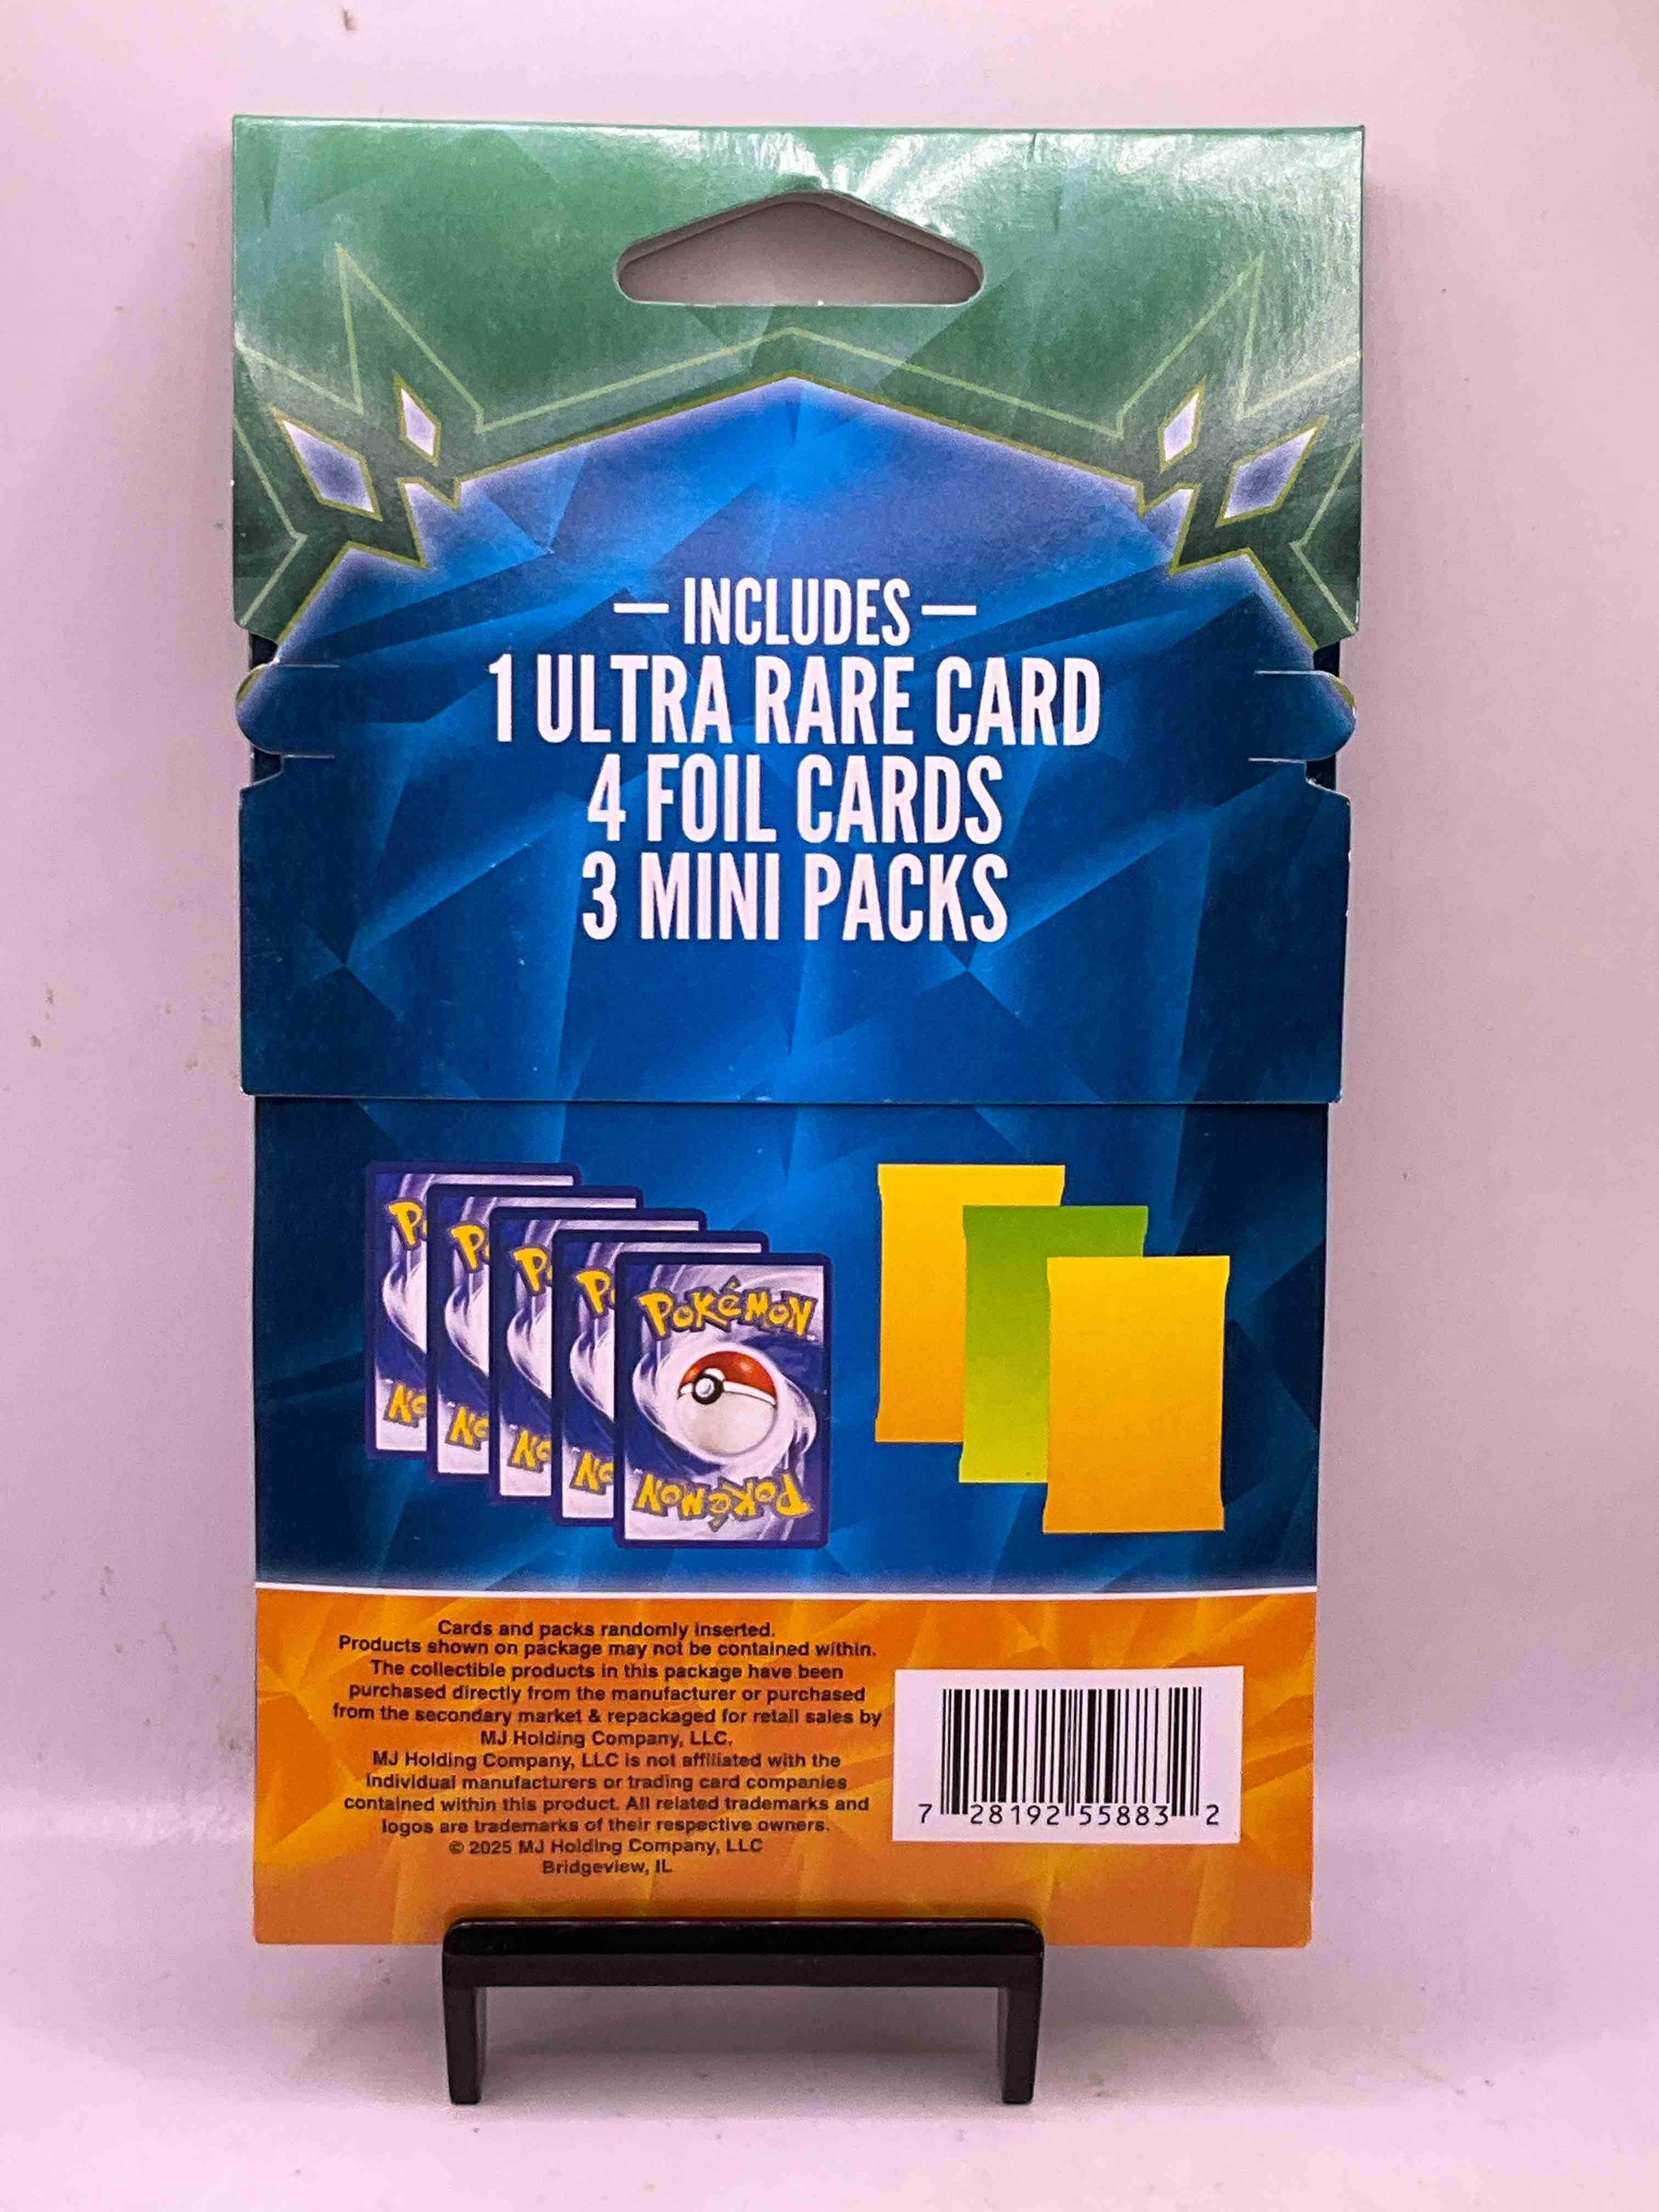 INCLUDES
1 ULTRA RARE CARD
4 FOIL CARDS
3 MINI PACKS
P
P
P
P
POKéMON
No
No
No
No
POKéMON
Cards and packs randomly inserted.
Products shown on package may not be contained within.
The collectible products in this package have been
purchased directly from the manufacturer or purchased
from the secondary market & repackaged for retail sales by
MJ Holding Company, LLC.
MJ Holding Company, LLC is not affiliated with the
individual manufacturers or trading card companies
contained within this product. All related trademarks and
logos are trademarks of their respective owners.
© 2025 MJ Holding Company, LLC
Bridgeview, IL
7 28192 55883 2